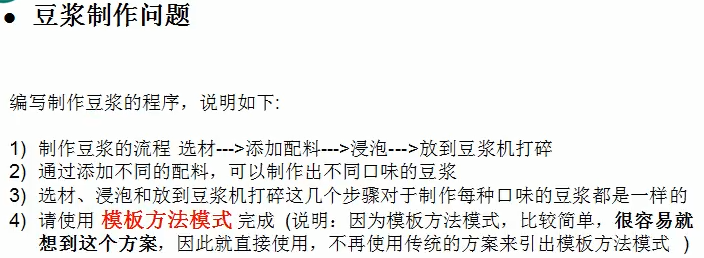 ● 豆浆制作问题
编写制作豆浆的程序，说明如下:
1) 制作豆浆的流程 选材--->添加配料--->浸泡--->放到豆浆机打碎
2) 通过添加不同的配料，可以制作出不同口味的豆浆
3) 选材、浸泡和放到豆浆机打碎这几个步骤对于制作每种口味的豆浆都是一样的
4) 请使用 模板方法模式 完成 (说明：因为模板方法模式，比较简单，很容易就
想到这个方案，因此就直接使用，不再使用传统的方案来引出模板方法模式 )